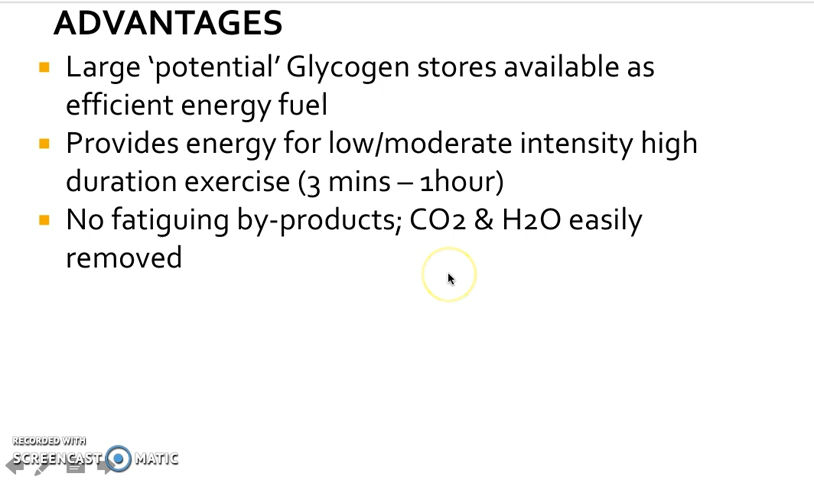 ADVANTAGES
Large ‘potential’ Glycogen stores available as
efficient energy fuel
Provides energy for low/moderate intensity high
duration exercise (3 mins – 1hour)
No fatiguing by-products; CO2 & H2O easily
removed
RECORDED WITH
SCREENCAST MATIC